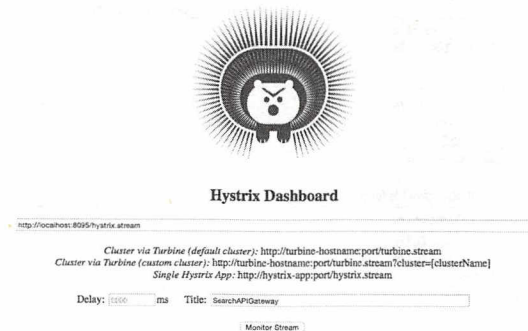 Hystrix Dashboard
http://localhost:8095/hystrix.stream
Cluster via Turbine (default cluster): http://turbine-hostname:port/turbine.stream
Cluster via Turbine (custom cluster): http://turbine-hostname:port/turbine.stream?cluster=[clusterName]
Single Hystrix App: http://hystrix-app:port/hystrix.stream
Delay: 2000 ms Title: SearchAPIGateway
Monitor Stream